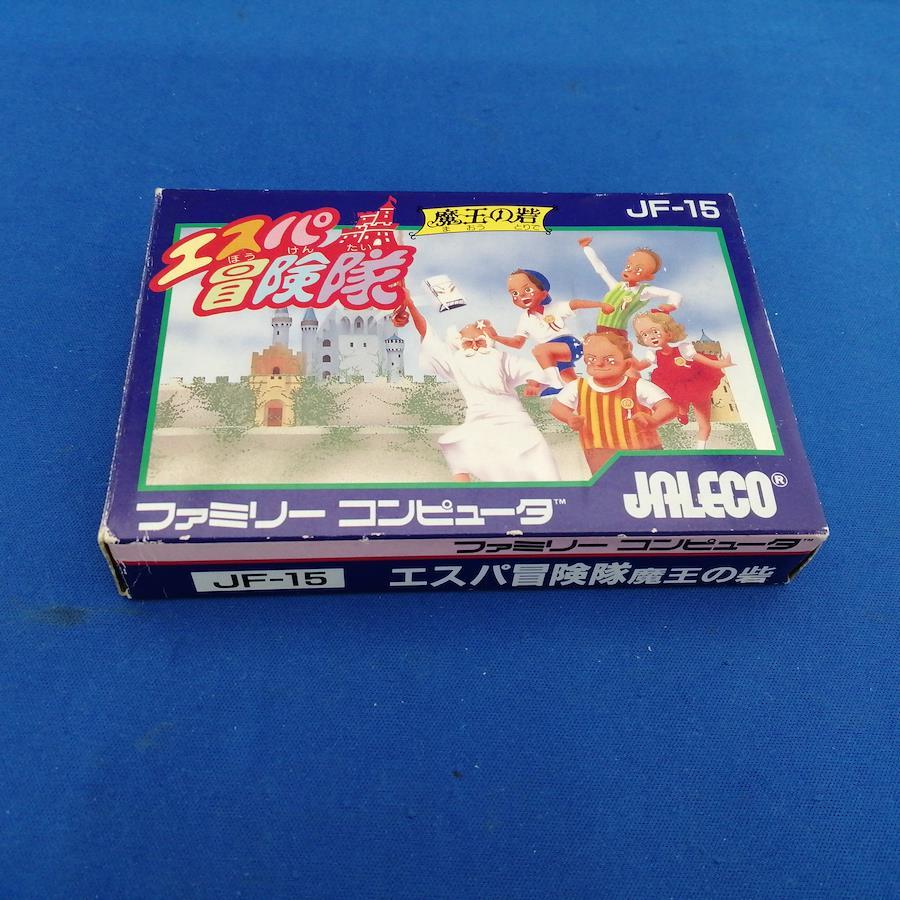 JF-15
魔王の砦
まおう とりで
エスパ
ぼうけんたい
冒険隊
ファミリー コンピュータ™
JALECO®
ファミリー コンピュータ™
JF-15
エスパ冒険隊魔王の砦